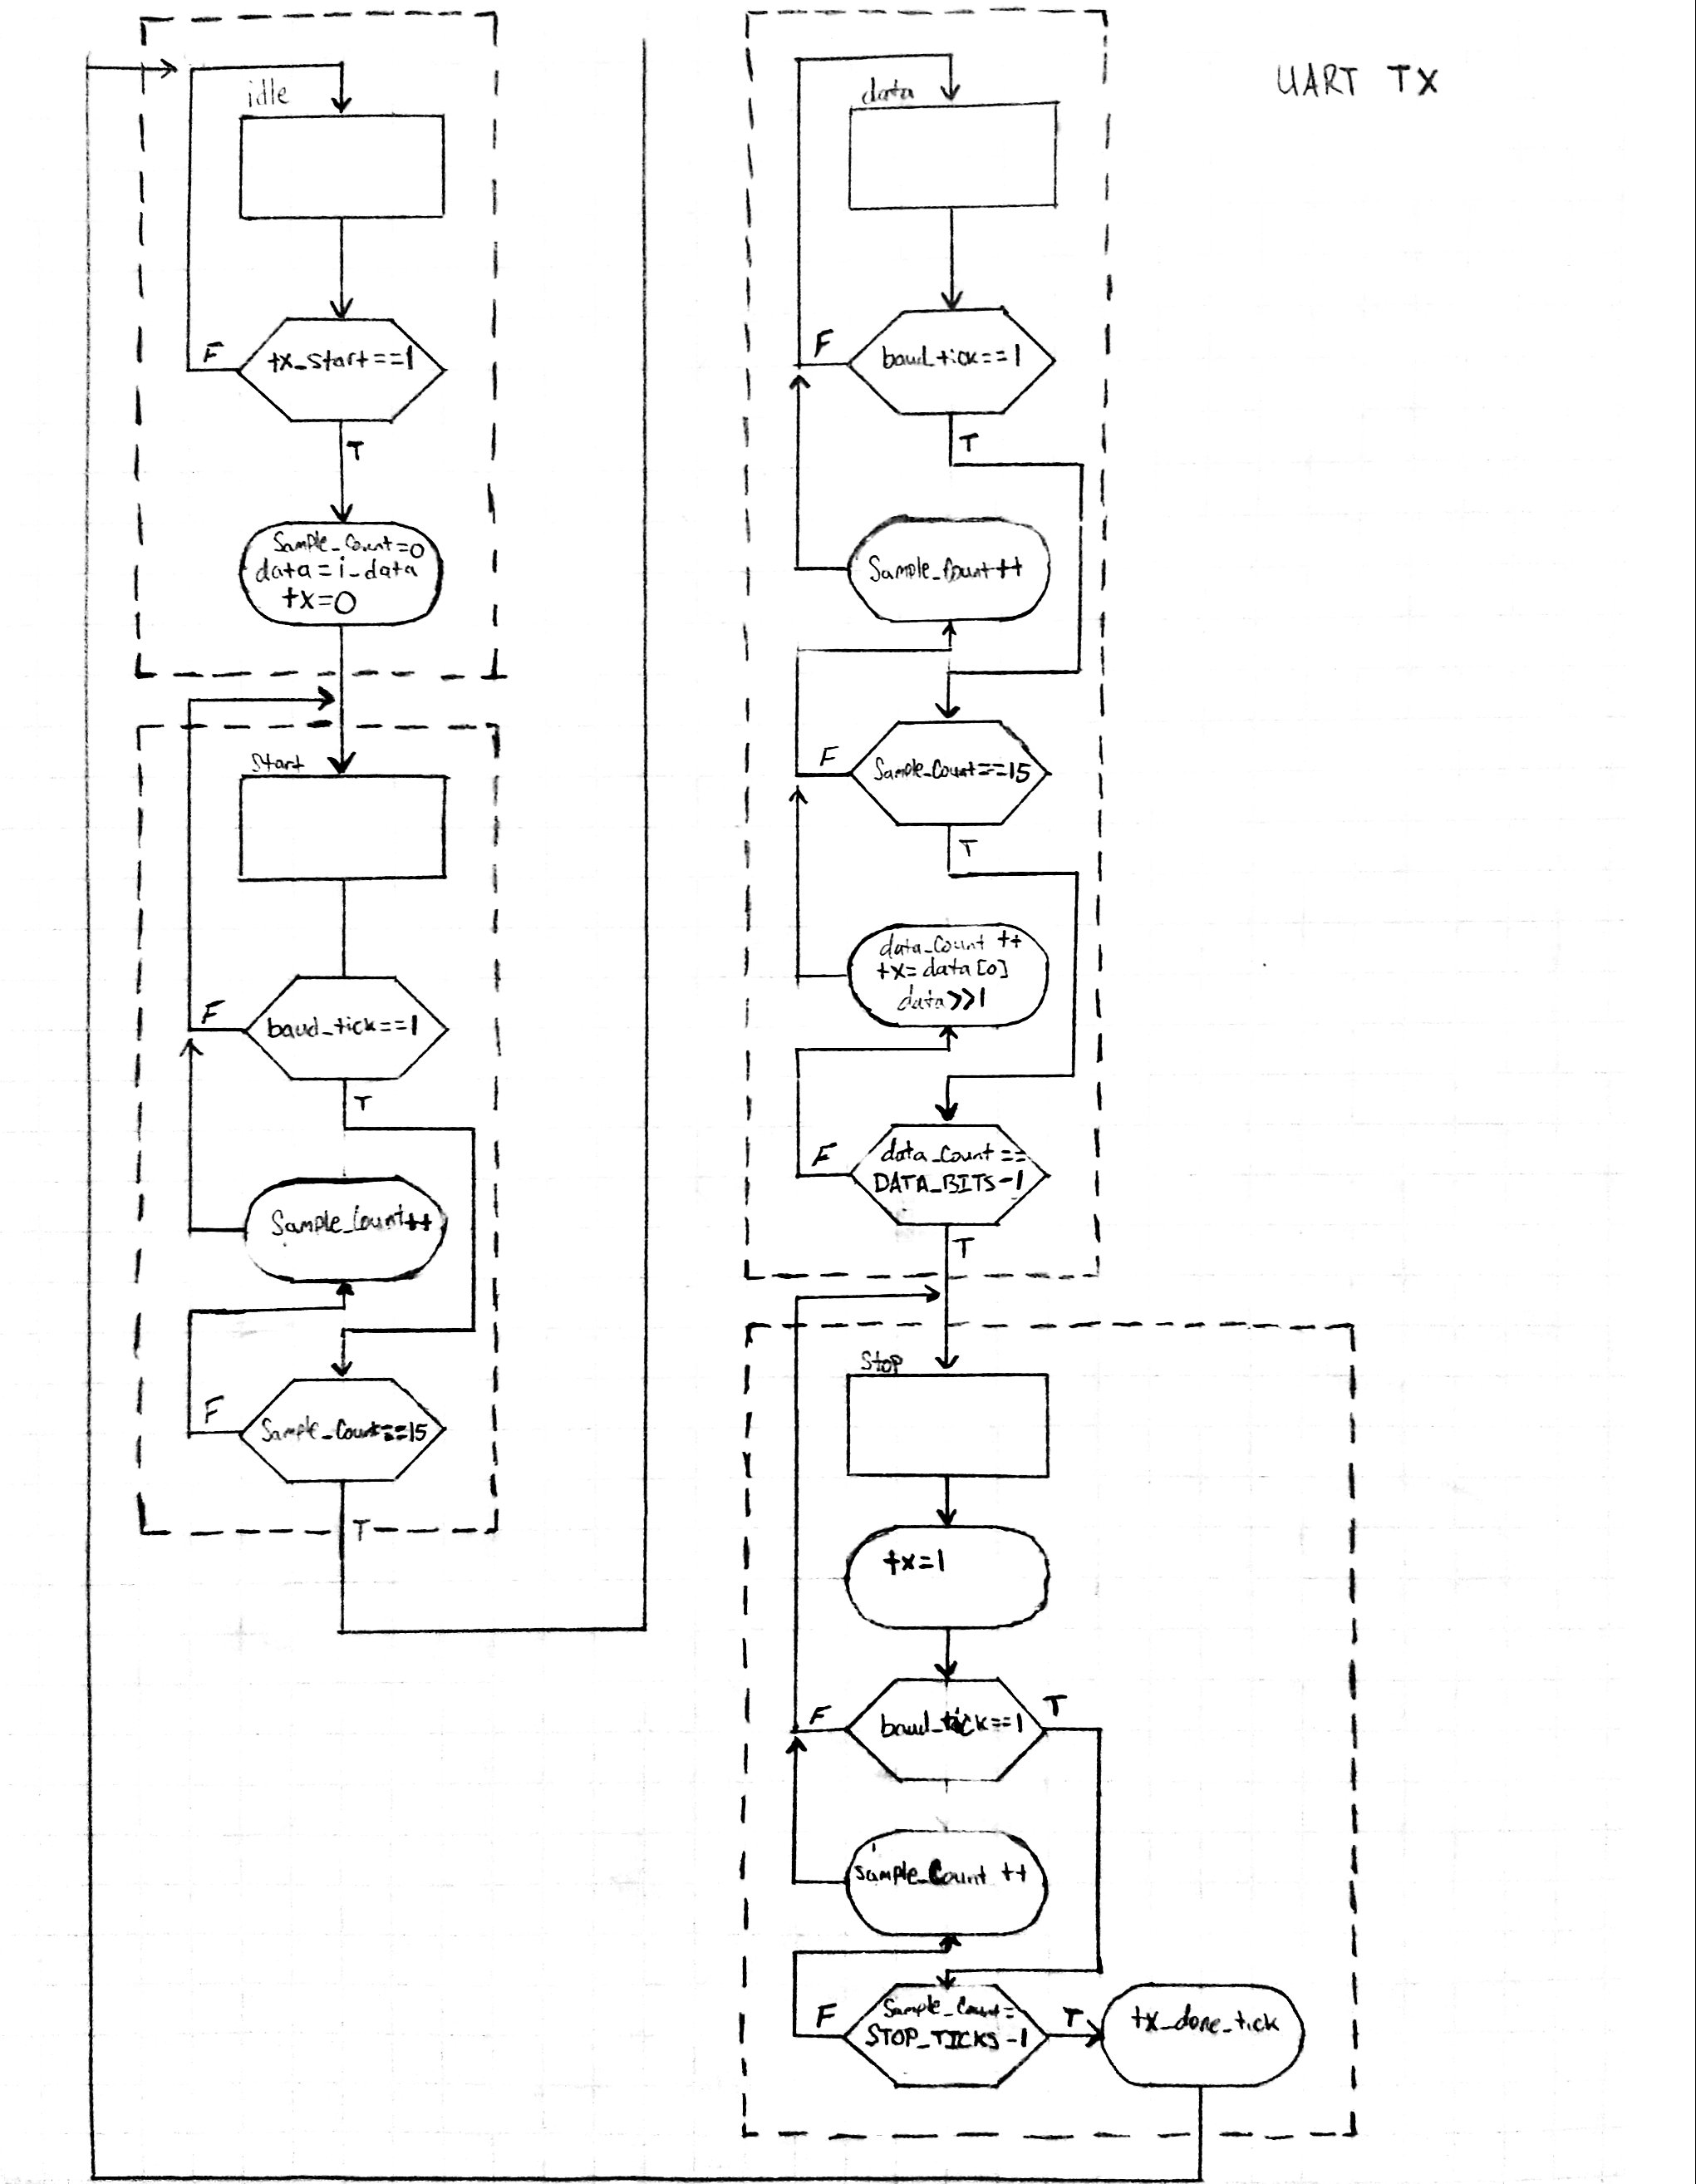 UART TX
idle
tx_start==1
F
T
Sample_Count=0
data=i_data
tx=0
Start
baud_tick==1
F
T
Sample_Count++
Sample_Count==15
F
T
data
baud_tick==1
F
T
Sample_Count++
Sample_Count==15
F
T
data_Count ++
tx=data[0]
data>>1
data_Count==
DATA_BITS-1
F
T
Stop
tx=1
baud_tick==1
F
T
sample_Count ++
Sample_Count=
STOP_TICKS-1
F
T
tx_done_tick